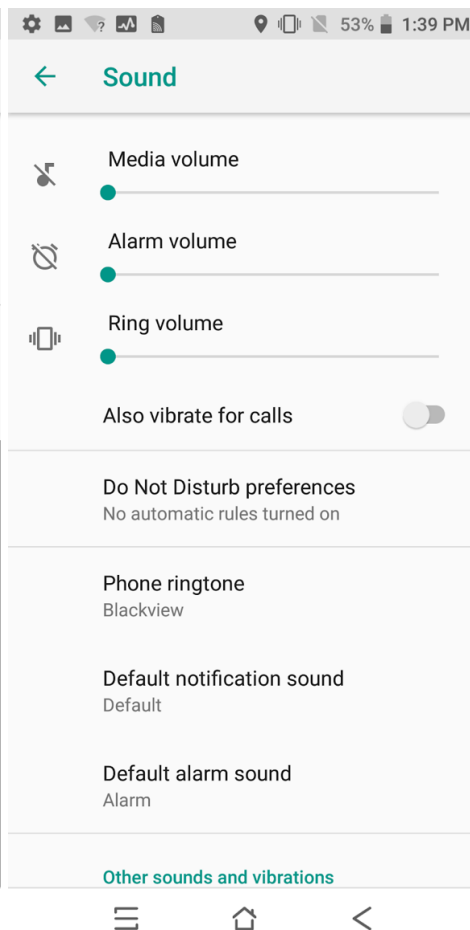 53% 1:39 PM
Sound
Media volume
Alarm volume
Ring volume
Also vibrate for calls
Do Not Disturb preferences
No automatic rules turned on
Phone ringtone
Blackview
Default notification sound
Default
Default alarm sound
Alarm
Other sounds and vibrations